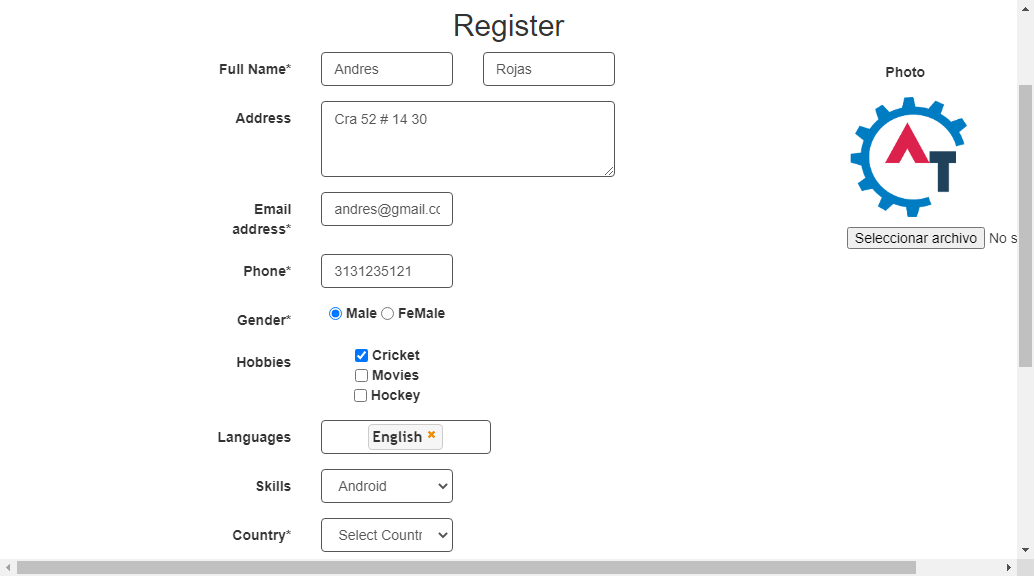 Register
Full Name* Andres Rojas
Photo
Address Cra 52 # 14 30
AT
Email address* andres@gmail.cc
Seleccionar archivo No s
Phone* 3131235121
Gender* Male FeMale
Hobbies Cricket
Movies
Hockey
Languages English
Skills Android
Country* Select Countr